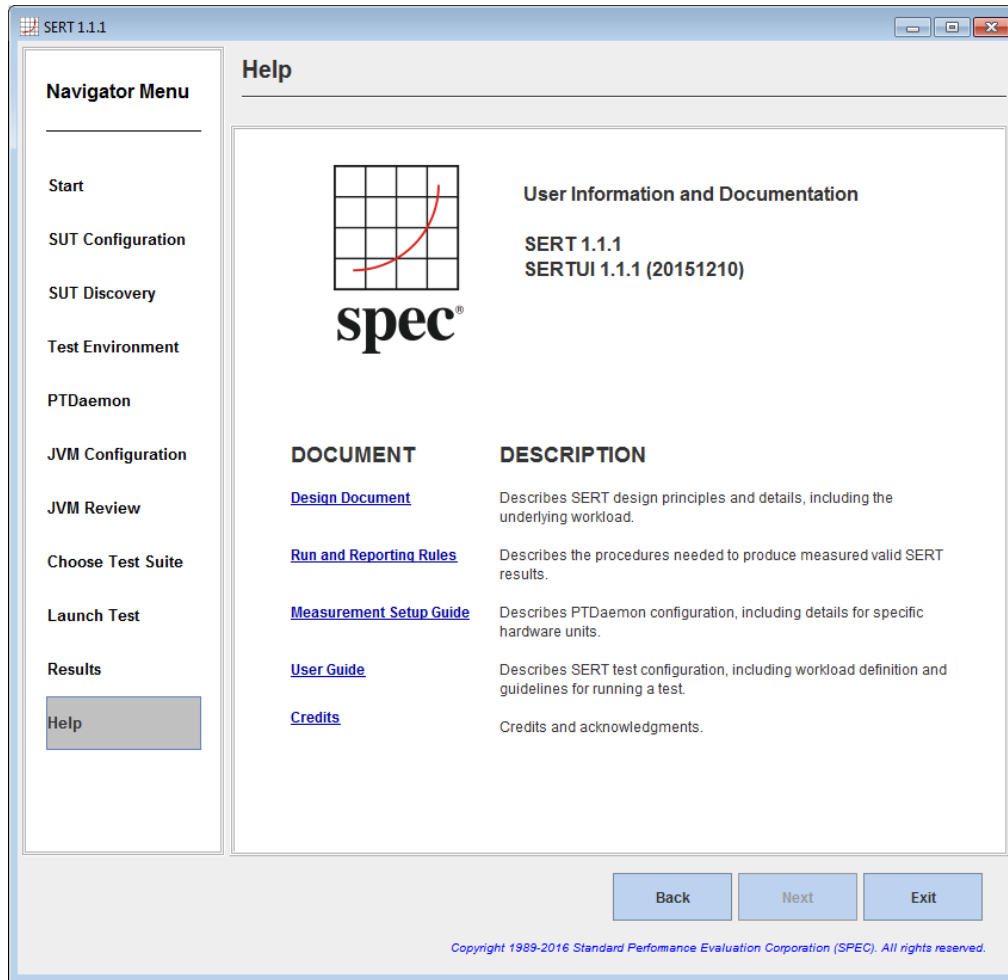 SERT 1.1.1
Navigator Menu
Start
SUT Configuration
SUT Discovery
Test Environment
PTDaemon
JVM Configuration
JVM Review
Choose Test Suite
Launch Test
Results
Help
Help
spec®
User Information and Documentation
SERT 1.1.1
SERTUI 1.1.1 (20151210)
DOCUMENT DESCRIPTION
Design Document Describes SERT design principles and details, including the
underlying workload.
Run and Reporting Rules Describes the procedures needed to produce measured valid SERT
results.
Measurement Setup Guide Describes PTDaemon configuration, including details for specific
hardware units.
User Guide Describes SERT test configuration, including workload definition and
guidelines for running a test.
Credits Credits and acknowledgments.
Back Next Exit
Copyright 1989-2016 Standard Performance Evaluation Corporation (SPEC). All rights reserved.